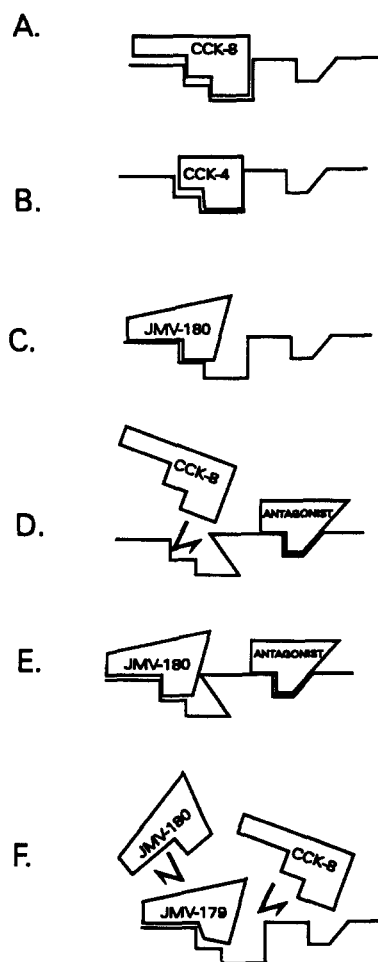 A.
CCK-8
B.
CCK-4
C.
JMV-180
D.
CCK-8
ANTAGONIST
E.
JMV-180
ANTAGONIST
F.
JMV-180
CCK-8
JMV-179